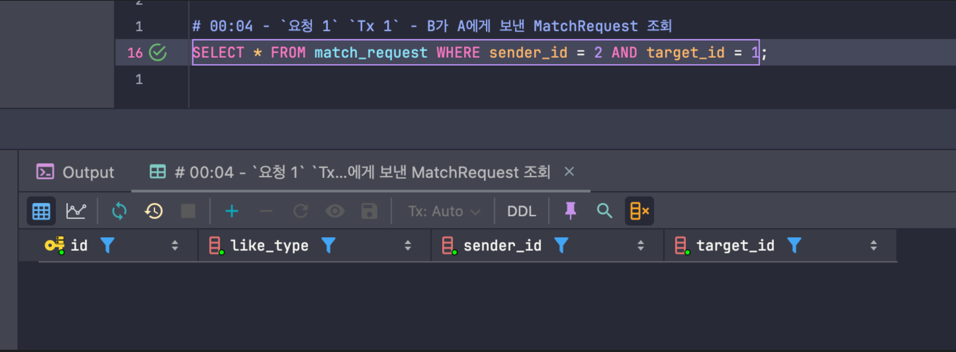 1
# 00:04 - `요청 1` `Tx 1` - B가 A에게 보낸 MatchRequest 조회
16 SELECT * FROM match_request WHERE sender_id = 2 AND target_id = 1;
1
Output # 00:04 - `요청 1` `Tx...에게 보낸 MatchRequest 조회 ×
Tx: Auto DDL
id like_type sender_id target_id